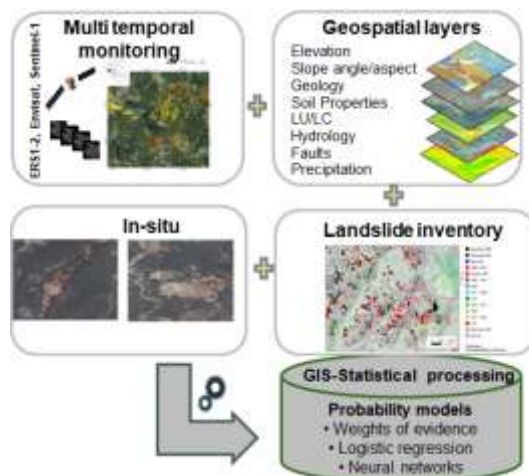 Multi temporal
monitoring
ERS1-2, Envisat, Sentinel-1
Geospatial layers
Elevation
Slope angle/aspect
Geology
Soil Properties
LU/LC
Hydrology
Faults
Precipitation
In-situ
Landslide inventory
GIS-Statistical processing
Probability models
• Weights of evidence
• Logistic regression
• Neural networks